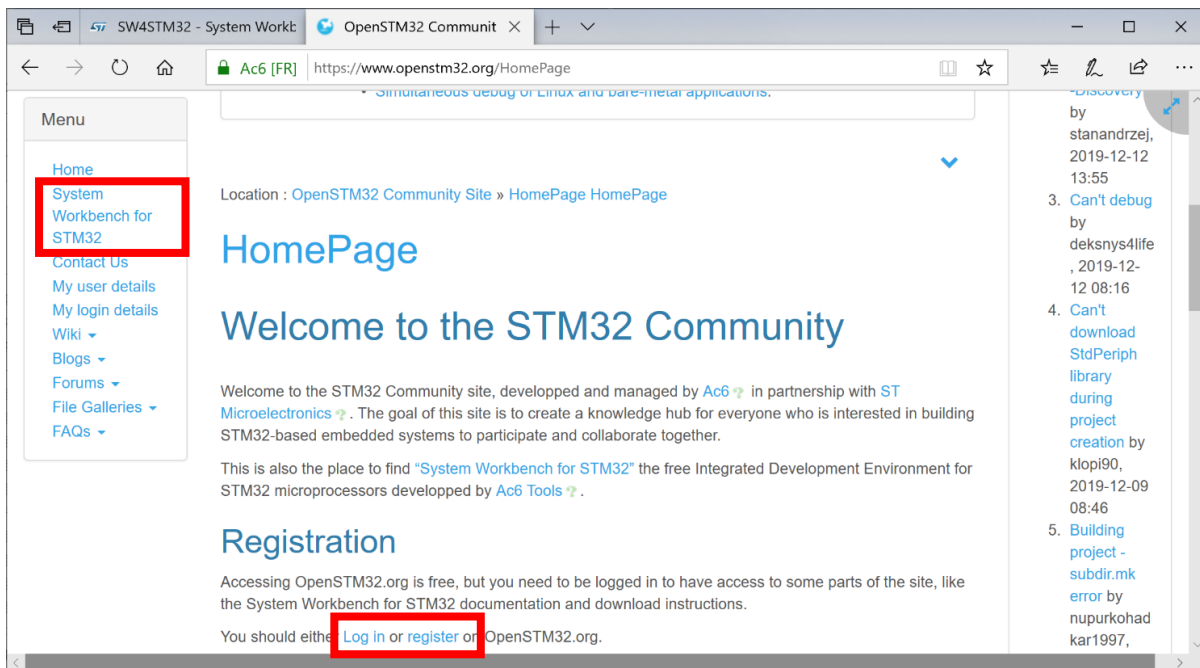 SW4STM32 - System Workb
OpenSTM32 Communit
Ac6 [FR]
https://www.openstm32.org/HomePage
Menu
Home
System
Workbench for
STM32
Contact Us
My user details
My login details
Wiki
Blogs
Forums
File Galleries
FAQs
• Simultaneous debug of Linux and bare-metal applications.
Location : OpenSTM32 Community Site » HomePage HomePage
HomePage
Welcome to the STM32 Community
Welcome to the STM32 Community site, developped and managed by Ac6 ? in partnership with ST
Microelectronics ? . The goal of this site is to create a knowledge hub for everyone who is interested in building
STM32-based embedded systems to participate and collaborate together.
This is also the place to find “System Workbench for STM32” the free Integrated Development Environment for
STM32 microprocessors developped by Ac6 Tools ? .
Registration
Accessing OpenSTM32.org is free, but you need to be logged in to have access to some parts of the site, like
the System Workbench for STM32 documentation and download instructions.
You should either Log in or register on OpenSTM32.org.
-Discovery
by
stanandrzej,
2019-12-12
13:55
3. Can't debug
by
deksnys4life
, 2019-12-
12 08:16
4. Can't
download
StdPeriph
library
during
project
creation by
klopi90,
2019-12-09
08:46
5. Building
project -
subdir.mk
error by
nupurkohad
kar1997,